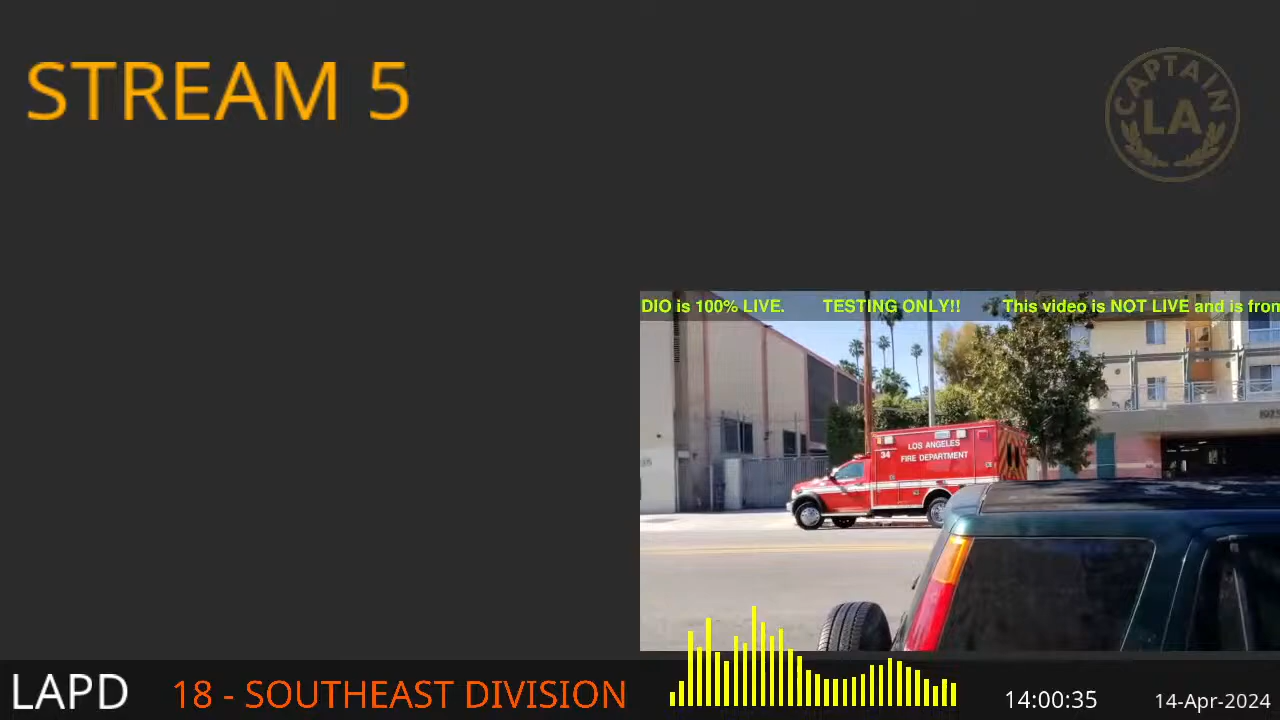 STREAM 5
CAPTAIN
LA
DIO is 100% LIVE. TESTING ONLY!! This video is NOT LIVE and is fron
LOS ANGELES
34 FIRE DEPARTMENT
LAPD 18 - SOUTHEAST DIVISION 14:00:35 14-Apr-2024